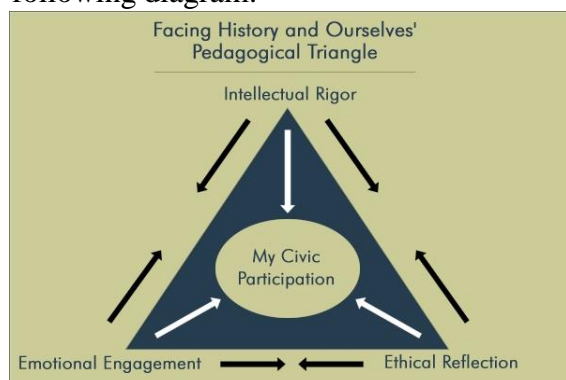 following diagram:
Facing History and Ourselves'
Pedagogical Triangle
Intellectual Rigor
My Civic
Participation
Emotional Engagement
Ethical Reflection